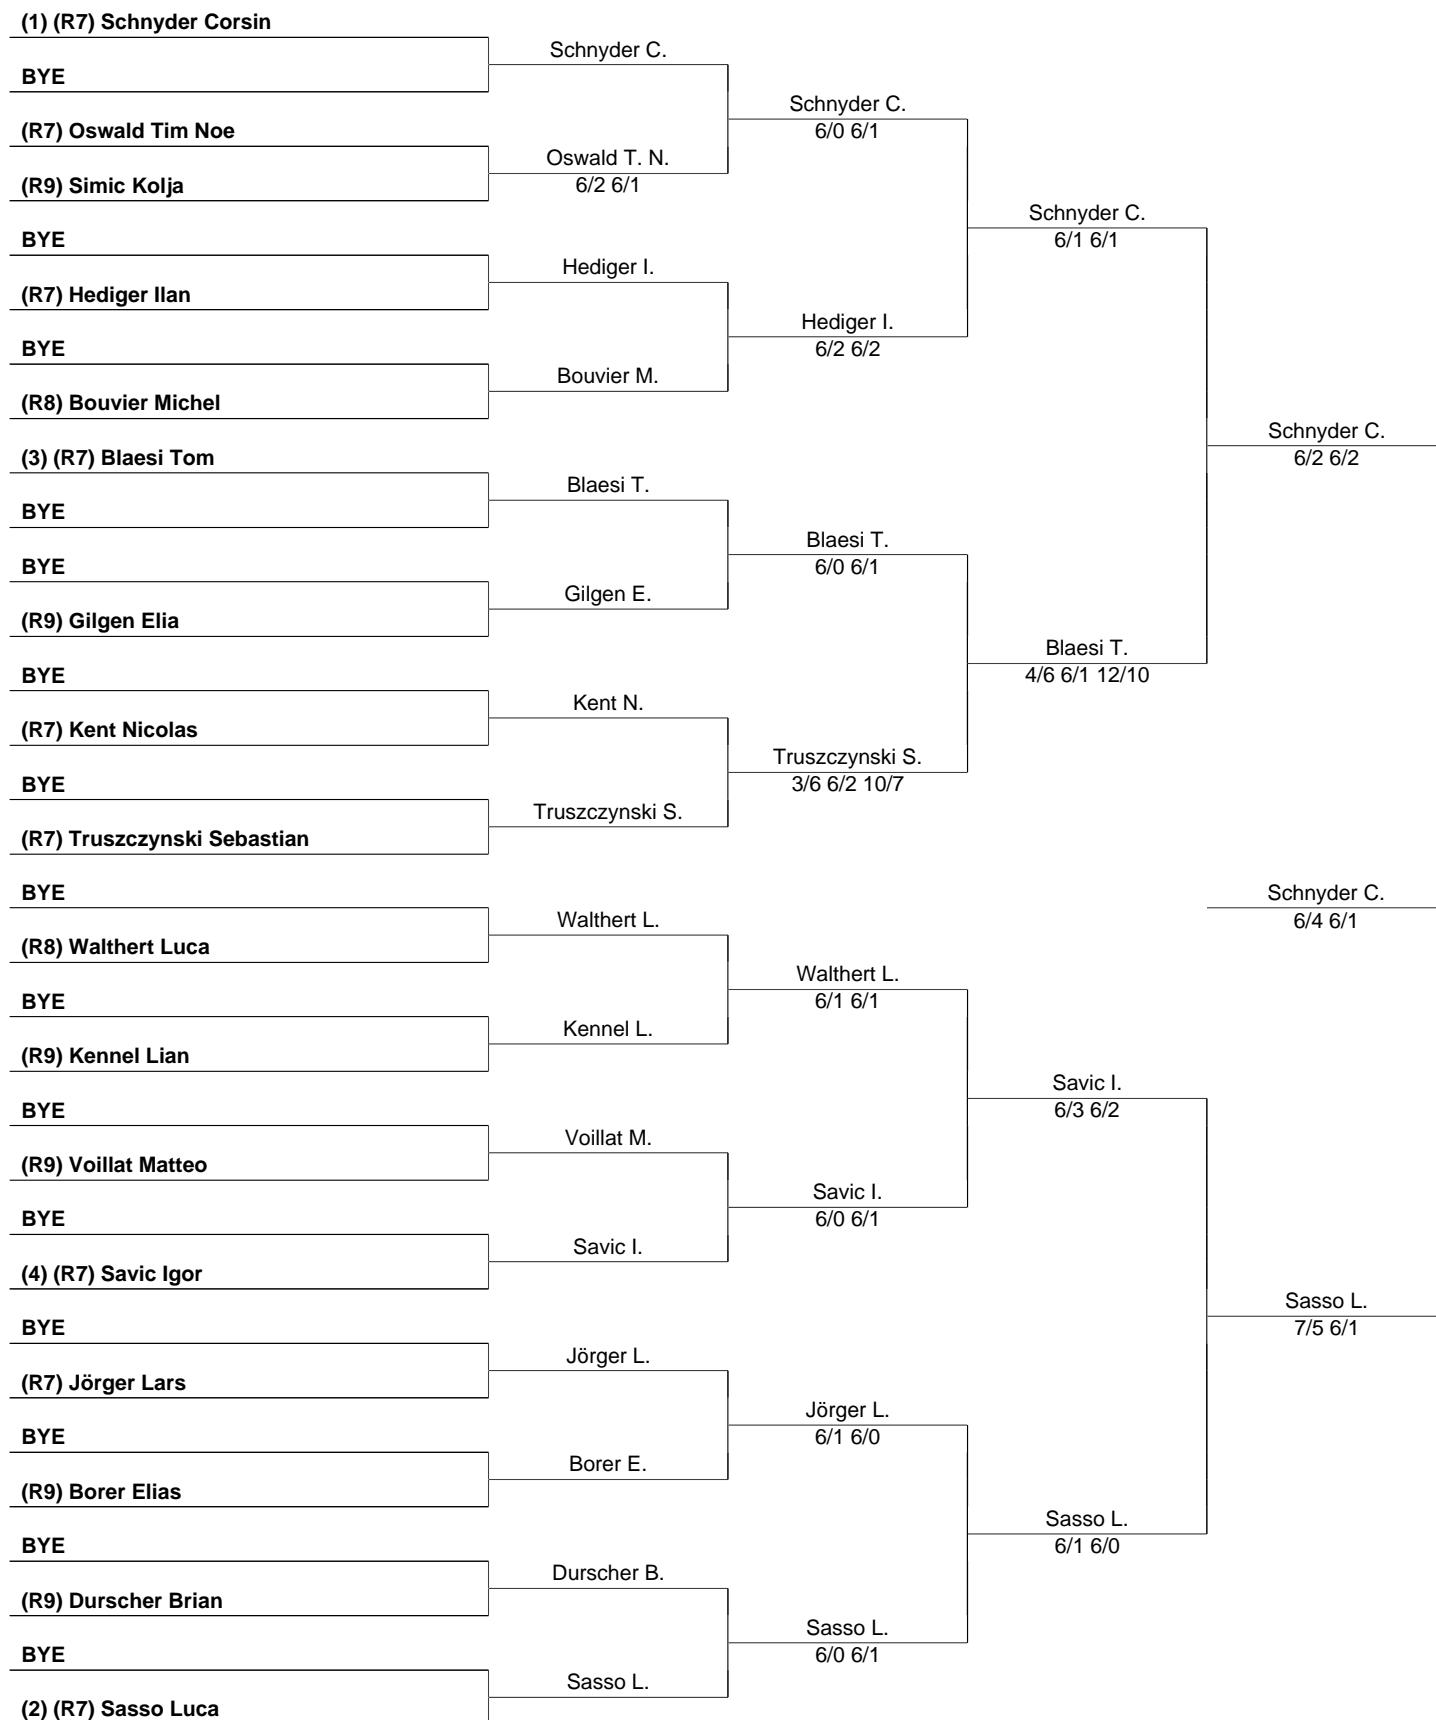 (1) (R7) Schnyder Corsin
BYE
(R7) Oswald Tim Noe
(R9) Simic Kolja
BYE
(R7) Hediger Ilan
BYE
(R8) Bouvier Michel
(3) (R7) Blaesi Tom
BYE
BYE
(R9) Gilgen Elia
BYE
(R7) Kent Nicolas
BYE
(R7) Truszczynski Sebastian
BYE
(R8) Walthert Luca
BYE
(R9) Kennel Lian
BYE
(R9) Voillat Matteo
BYE
(4) (R7) Savic Igor
BYE
(R7) Jörger Lars
BYE
(R9) Borer Elias
BYE
(R9) Durscher Brian
BYE
(2) (R7) Sasso Luca
Schnyder C.
Oswald T. N.
6/2 6/1
Hediger I.
Bouvier M.
Blaesi T.
Gilgen E.
Kent N.
Truszczynski S.
Walthert L.
Kennel L.
Voillat M.
Savic I.
Jörger L.
Borer E.
Durscher B.
Sasso L.
Schnyder C.
6/0 6/1
Hediger I.
6/2 6/2
Blaesi T.
6/0 6/1
Truszczynski S.
3/6 6/2 10/7
Walthert L.
6/1 6/1
Savic I.
6/0 6/1
Jörger L.
6/1 6/0
Sasso L.
6/0 6/1
Schnyder C.
6/1 6/1
Blaesi T.
4/6 6/1 12/10
Savic I.
6/3 6/2
Sasso L.
6/1 6/0
Schnyder C.
6/2 6/2
Schnyder C.
6/4 6/1
Sasso L.
7/5 6/1